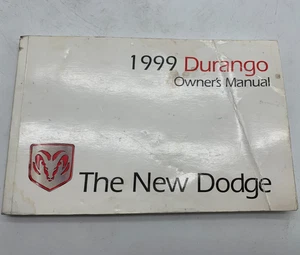 1999 Durango
Owner's Manual
The New Dodge